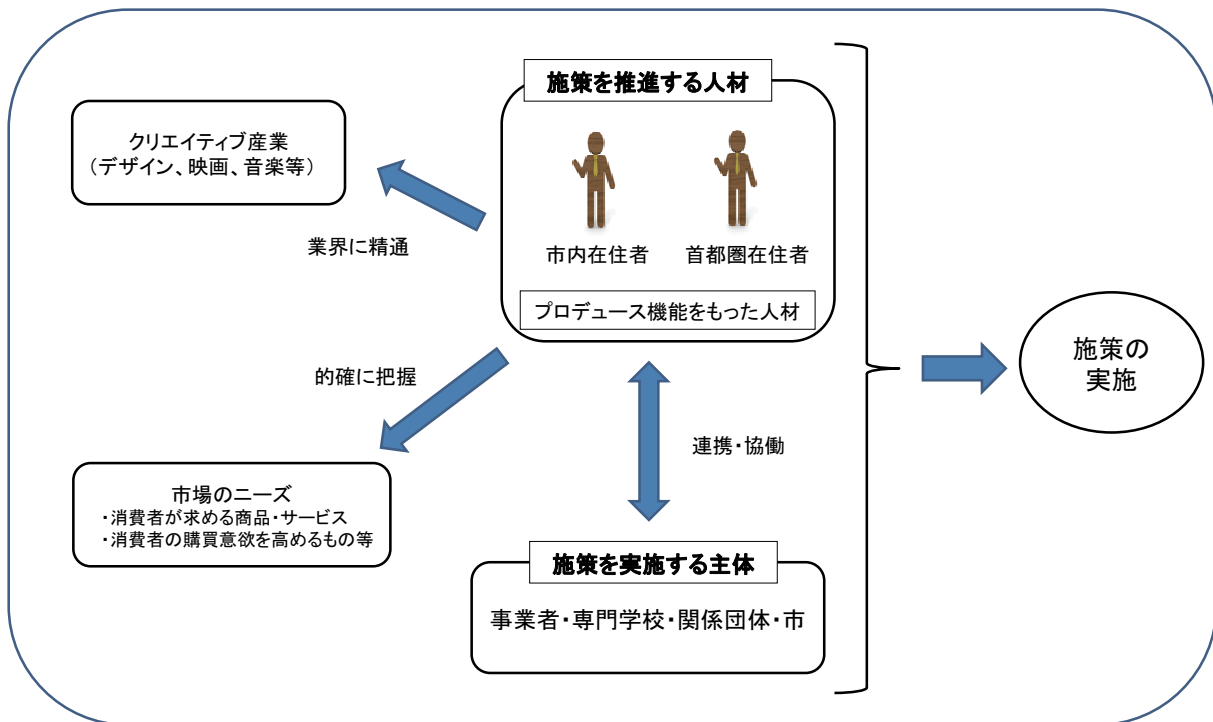 施策を推進する人材
クリエイティブ産業
(デザイン、映画、音楽等)
業界に精通
市内在住者
首都圏在住者
プロデュース機能をもった人材
的確に把握
施策の
実施
連携・協働
市場のニーズ
・消費者が求める商品・サービス
・消費者の購買意欲を高めるもの等
施策を実施する主体
事業者・専門学校・関係団体・市